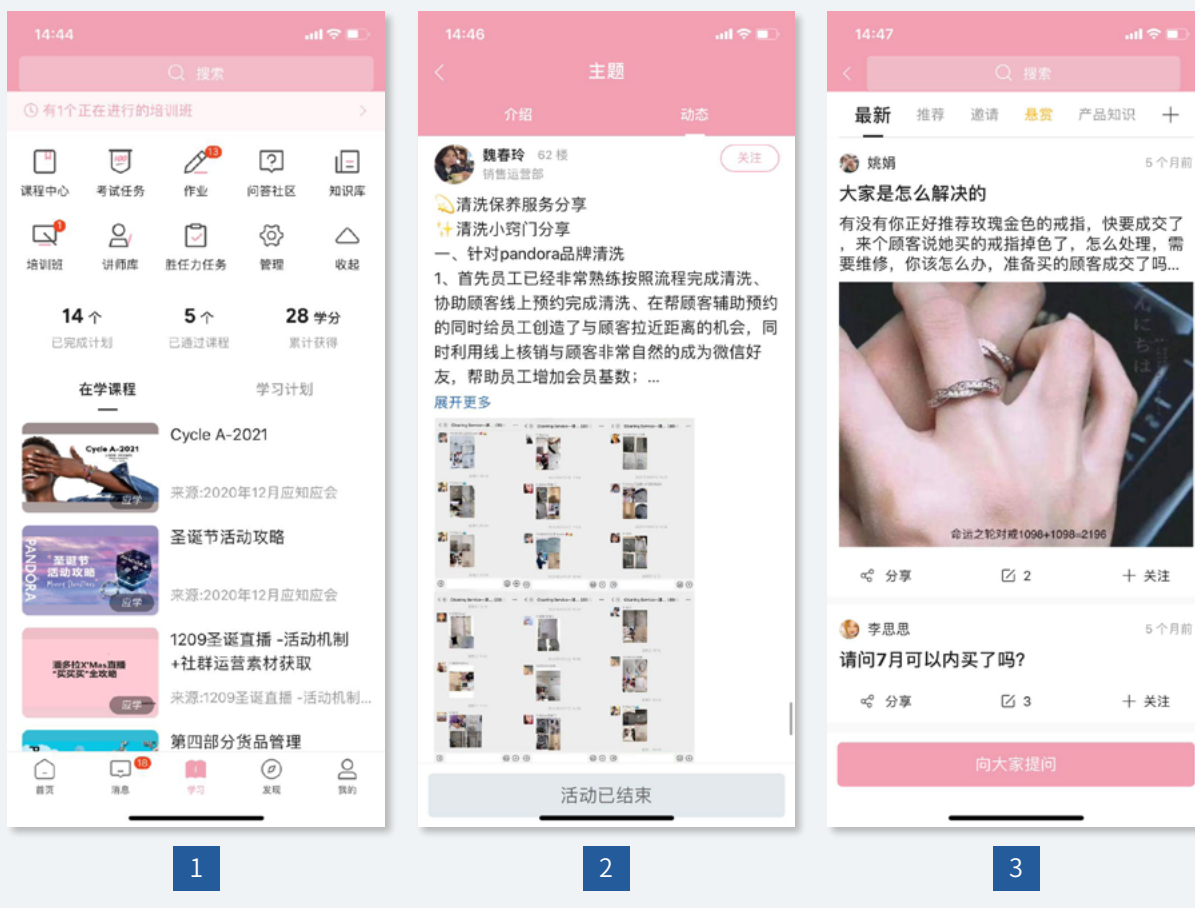 14:44
搜索
有1个正在进行的培训班
课程中心
考试任务
13
作业
问答社区
知识库
1
培训班
讲师库
胜任力任务
管理
收起
14 个
5 个
28 学分
已完成计划
已通过课程
累计获得
在学课程
学习计划
Cycle A-2021
应学
Cycle A-2021
来源:2020年12月应知应会
PANDORA
圣诞节
活动攻略
应学
圣诞节活动攻略
来源:2020年12月应知应会
潘多拉X'Mas直播
"买买买"全攻略
应学
1209圣诞直播 -活动机制
+社群运营素材获取
来源:1209圣诞直播 -活动机制...
第四部分货品管理
首页
18
消息
学习
发现
我的
1
14:46
主题
介绍
动态
魏春玲 62 楼
关注
销售运营部
💫清洗保养服务分享
✨清洗小窍门分享
一、针对pandora品牌清洗
1、首先员工已经非常熟练按照流程完成清洗、
协助顾客线上预约完成清洗、在帮顾客辅助预约
的同时给员工创造了与顾客拉近距离的机会，同
时利用线上核销与顾客非常自然的成为微信好
友，帮助员工增加会员基数；...
展开更多
活动已结束
2
14:47
搜索
最新
推荐
邀请
悬赏
产品知识
姚娟
5 个月前
大家是怎么解决的
有没有你正好推荐玫瑰金色的戒指，快要成交了
，来个顾客说她买的戒指掉色了，怎么处理，需
要维修，你该怎么办，准备买的顾客成交了吗...
命运之轮对戒1098+1098=2196
分享
2
关注
李思思
5 个月前
请问7月可以内买了吗?
分享
3
关注
向大家提问
3